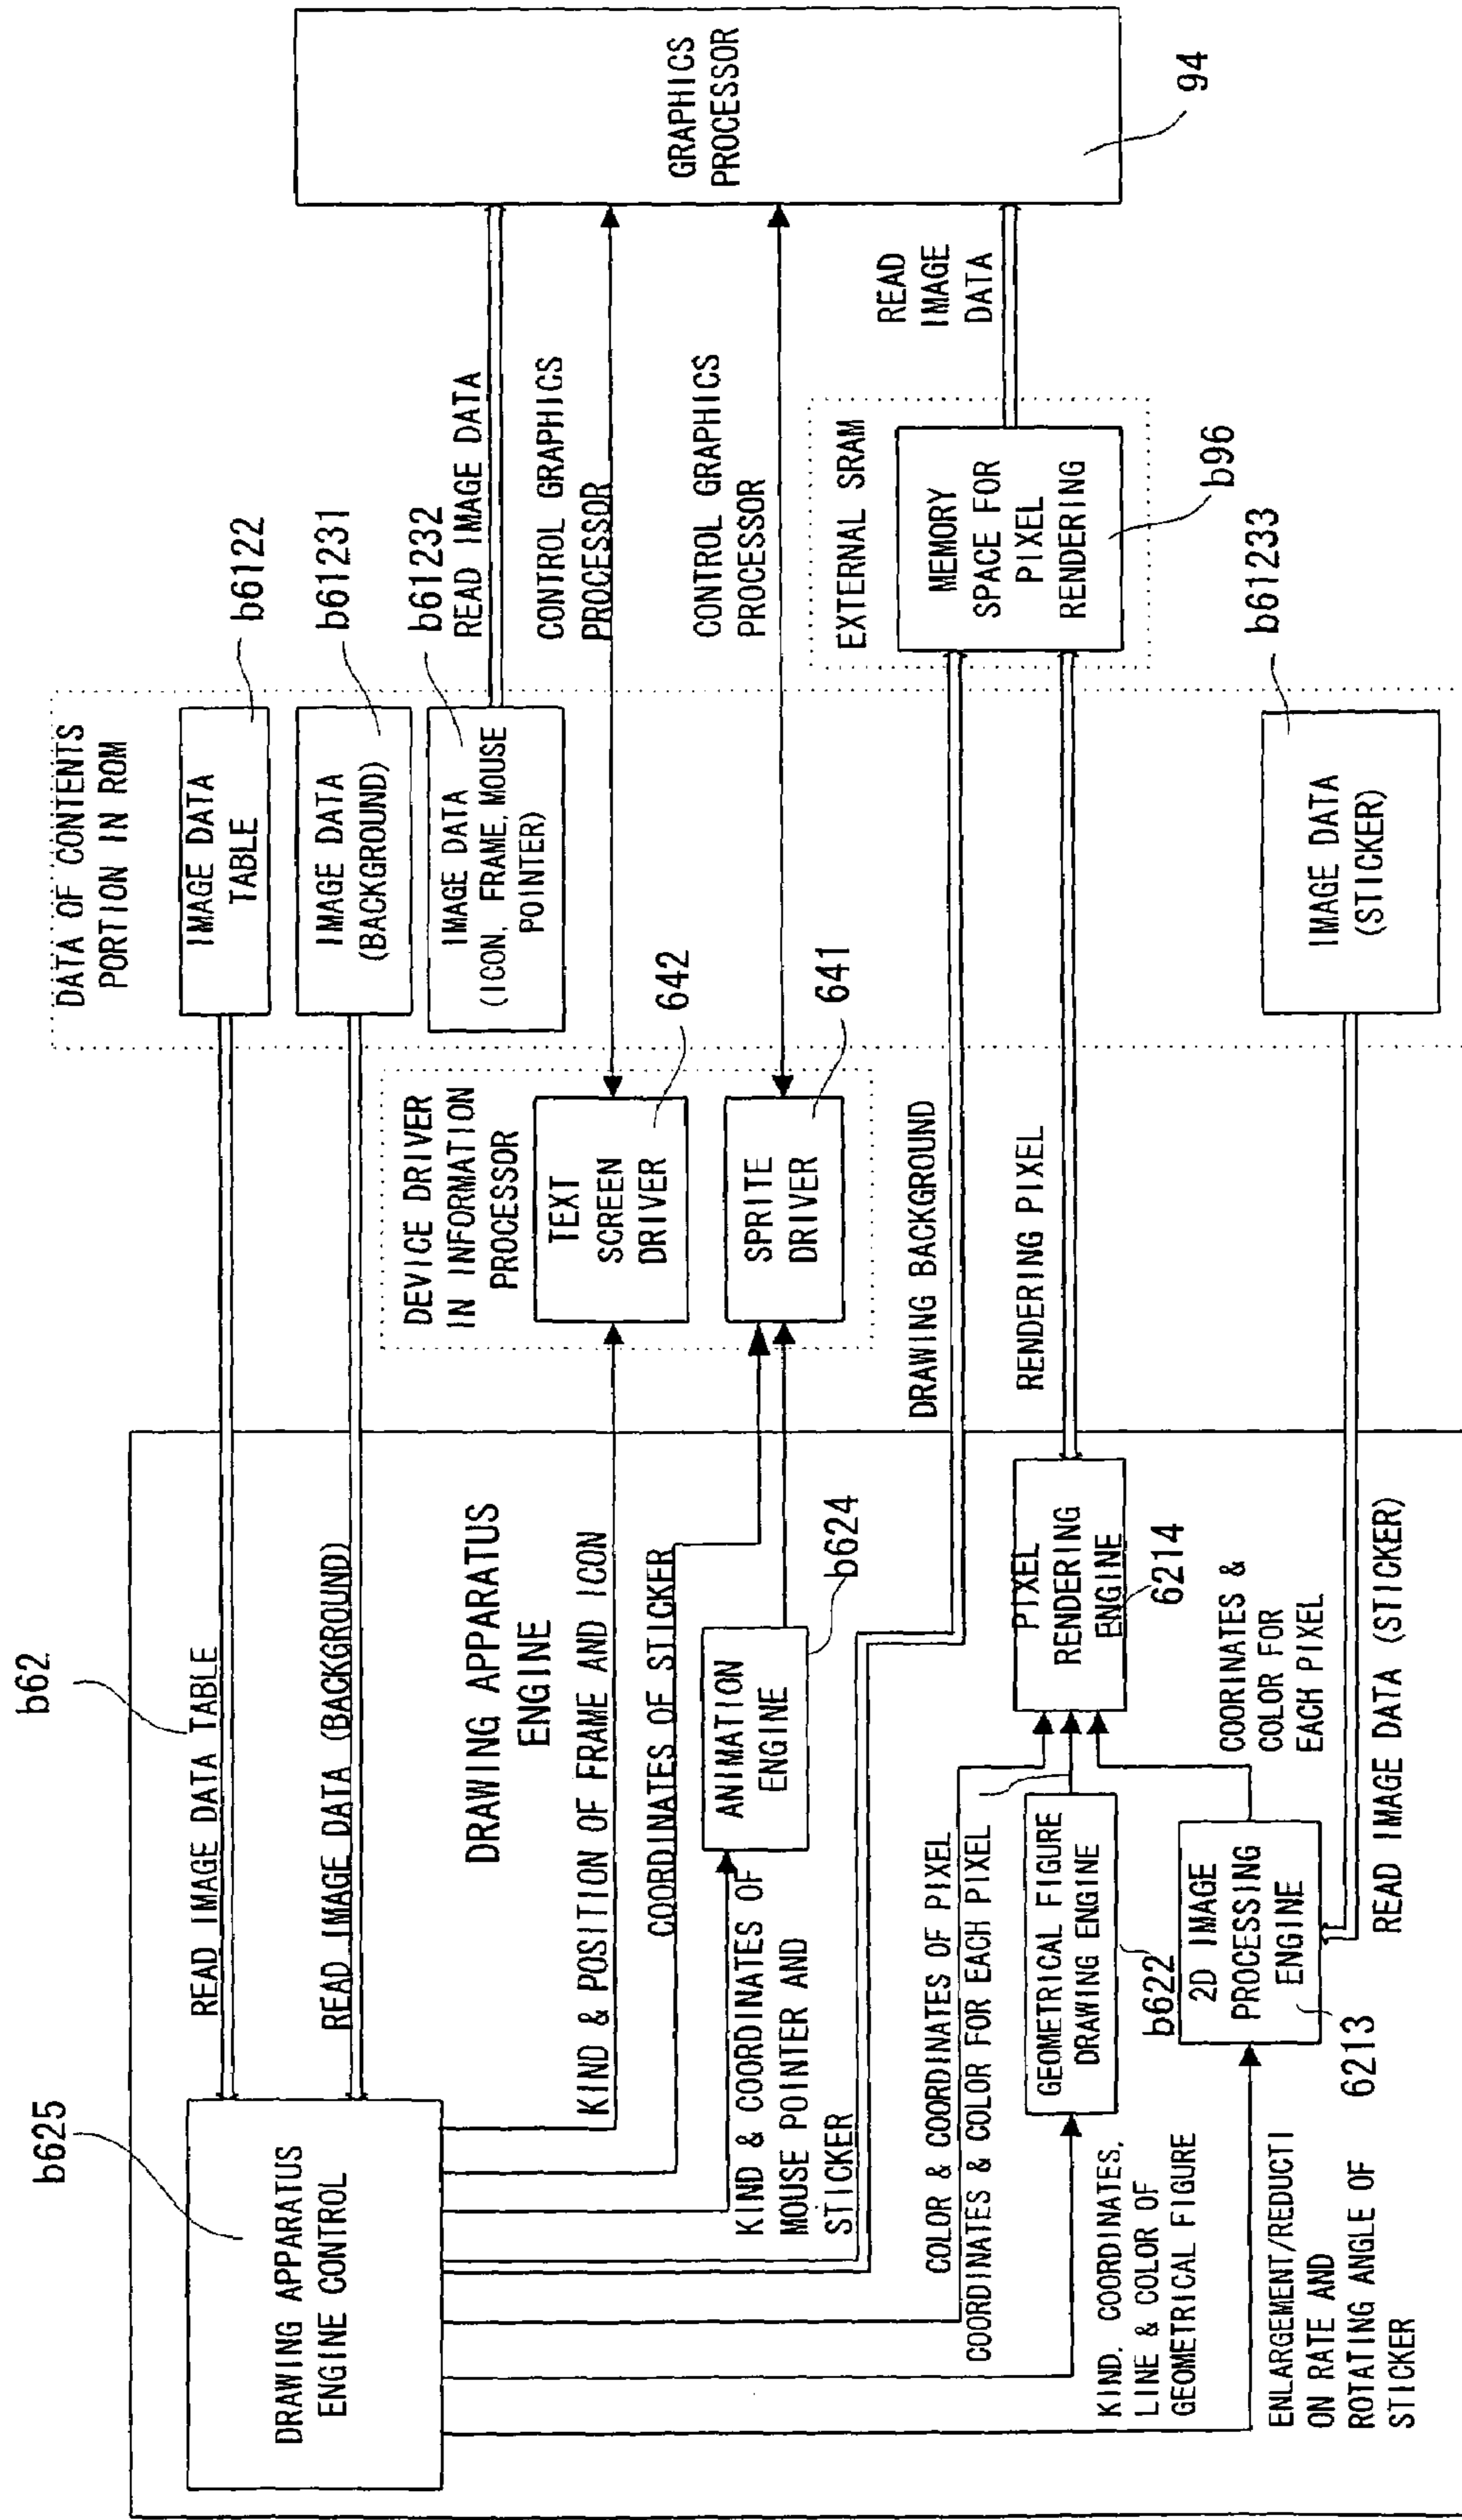 b625
DRAWING APPARATUS
ENGINE CONTROL
b62
READ IMAGE DATA TABLE
READ IMAGE DATA (BACKGROUND)
DRAWING APPARATUS
ENGINE
KIND & POSITION OF FRAME AND ICON
COORDINATES OF STICKER
KIND & COORDINATES OF
MOUSE POINTER AND
STICKER
ANIMATION
ENGINE
b624
COLOR & COORDINATES OF PIXEL
COORDINATES & COLOR FOR EACH PIXEL
KIND, COORDINATES,
LINE & COLOR OF
GEOMETRICAL FIGURE
GEOMETRICAL FIGURE
DRAWING ENGINE
b622
ENLARGEMENT/REDUCTI
ON RATE AND
ROTATING ANGLE OF
STICKER
2D IMAGE
PROCESSING
ENGINE
6213
PIXEL
RENDERING
ENGINE
6214
COORINATES &
COLOR FOR
EACH PIXEL
READ IMAGE DATA (STICKER)
DEVICE DRIVER
IN INFORMATION
PROCESSOR
TEXT
SCREEN
DRIVER
642
SPRITE
DRIVER
641
DRAWING BACKGROUND
RENDERING PIXEL
DATA OF CONTENTS
PORTION IN ROM
IMAGE DATA
TABLE
b6122
IMAGE DATA
(BACKGROUND)
b61231
IMAGE DATA
(ICON, FRAME, MOUSE
POINTER)
b61232
IMAGE DATA
(STICKER)
b61233
READ IMAGE DATA
CONTROL GRAPHICS
PROCESSOR
CONTROL GRAPHICS
PROCESSOR
EXTERNAL SRAM
MEMORY
SPACE FOR
PIXEL
RENDERING
b96
READ
IMAGE
DATA
GRAPHICS
PROCESSOR
94